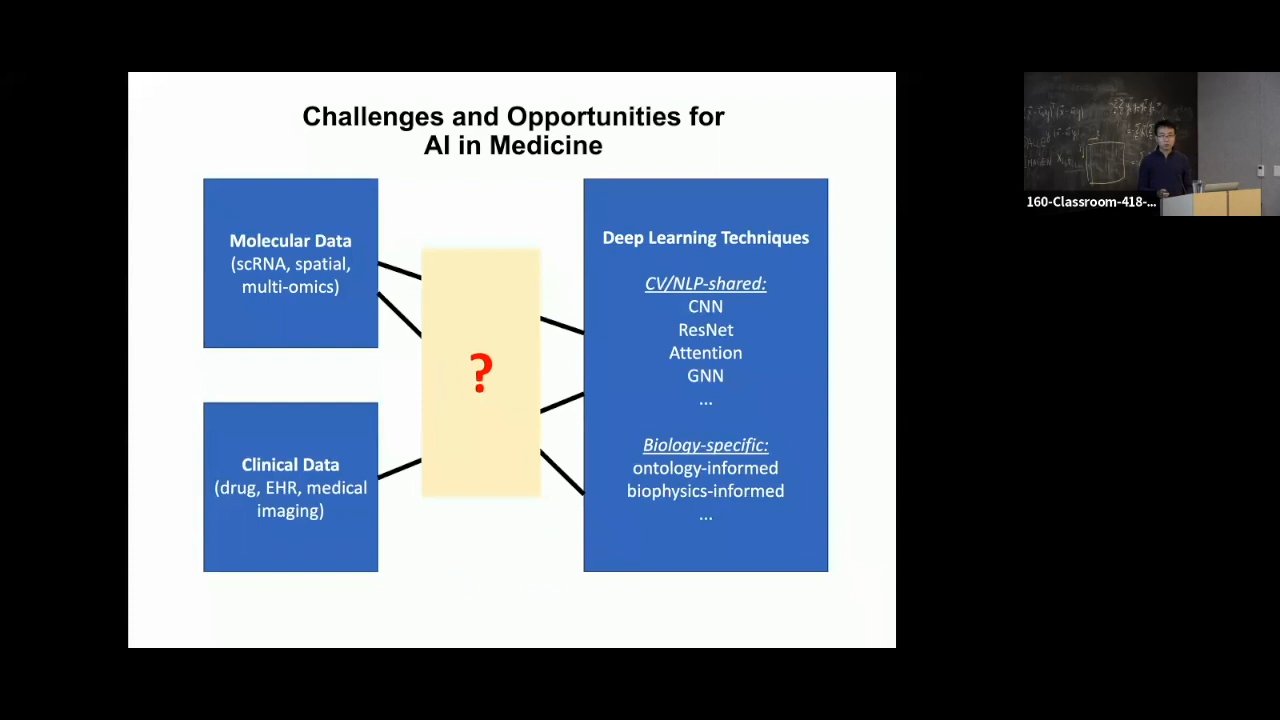 Challenges and Opportunities for
AI in Medicine
Molecular Data
(scRNA, spatial,
multi-omics)
Clinical Data
(drug, EHR, medical
imaging)
?
Deep Learning Techniques
CV/NLP-shared:
CNN
ResNet
Attention
GNN
...
Biology-specific:
ontology-informed
biophysics-informed
...
160-Classroom-418-...